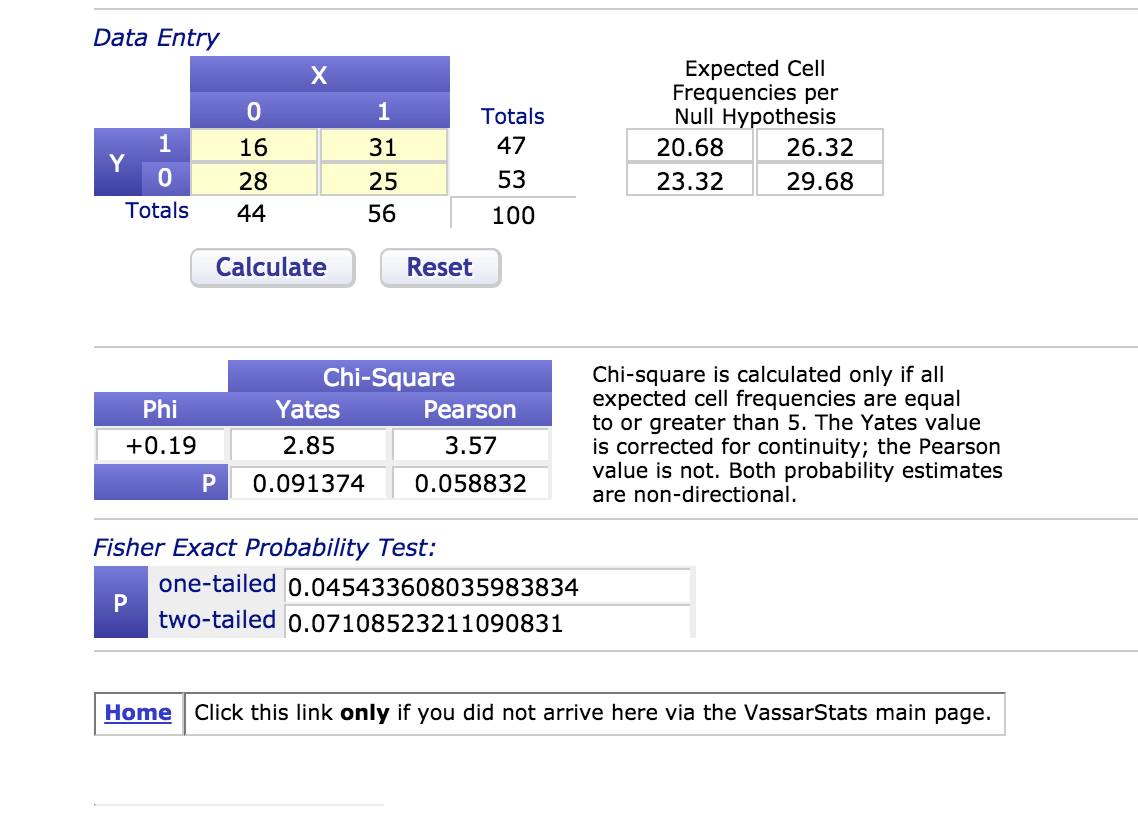 Data Entry
X
0 1 Totals
Y 1 16 31 47
0 28 25 53
Totals 44 56 100
Expected Cell
Frequencies per
Null Hypothesis
20.68 26.32
23.32 29.68
Calculate Reset
Chi-Square
Phi Yates Pearson
+0.19 2.85 3.57
P 0.091374 0.058832
Chi-square is calculated only if all
expected cell frequencies are equal
to or greater than 5. The Yates value
is corrected for continuity; the Pearson
value is not. Both probability estimates
are non-directional.
Fisher Exact Probability Test:
P one-tailed 0.045433608035983834
two-tailed 0.07108523211090831
Home Click this link only if you did not arrive here via the VassarStats main page.